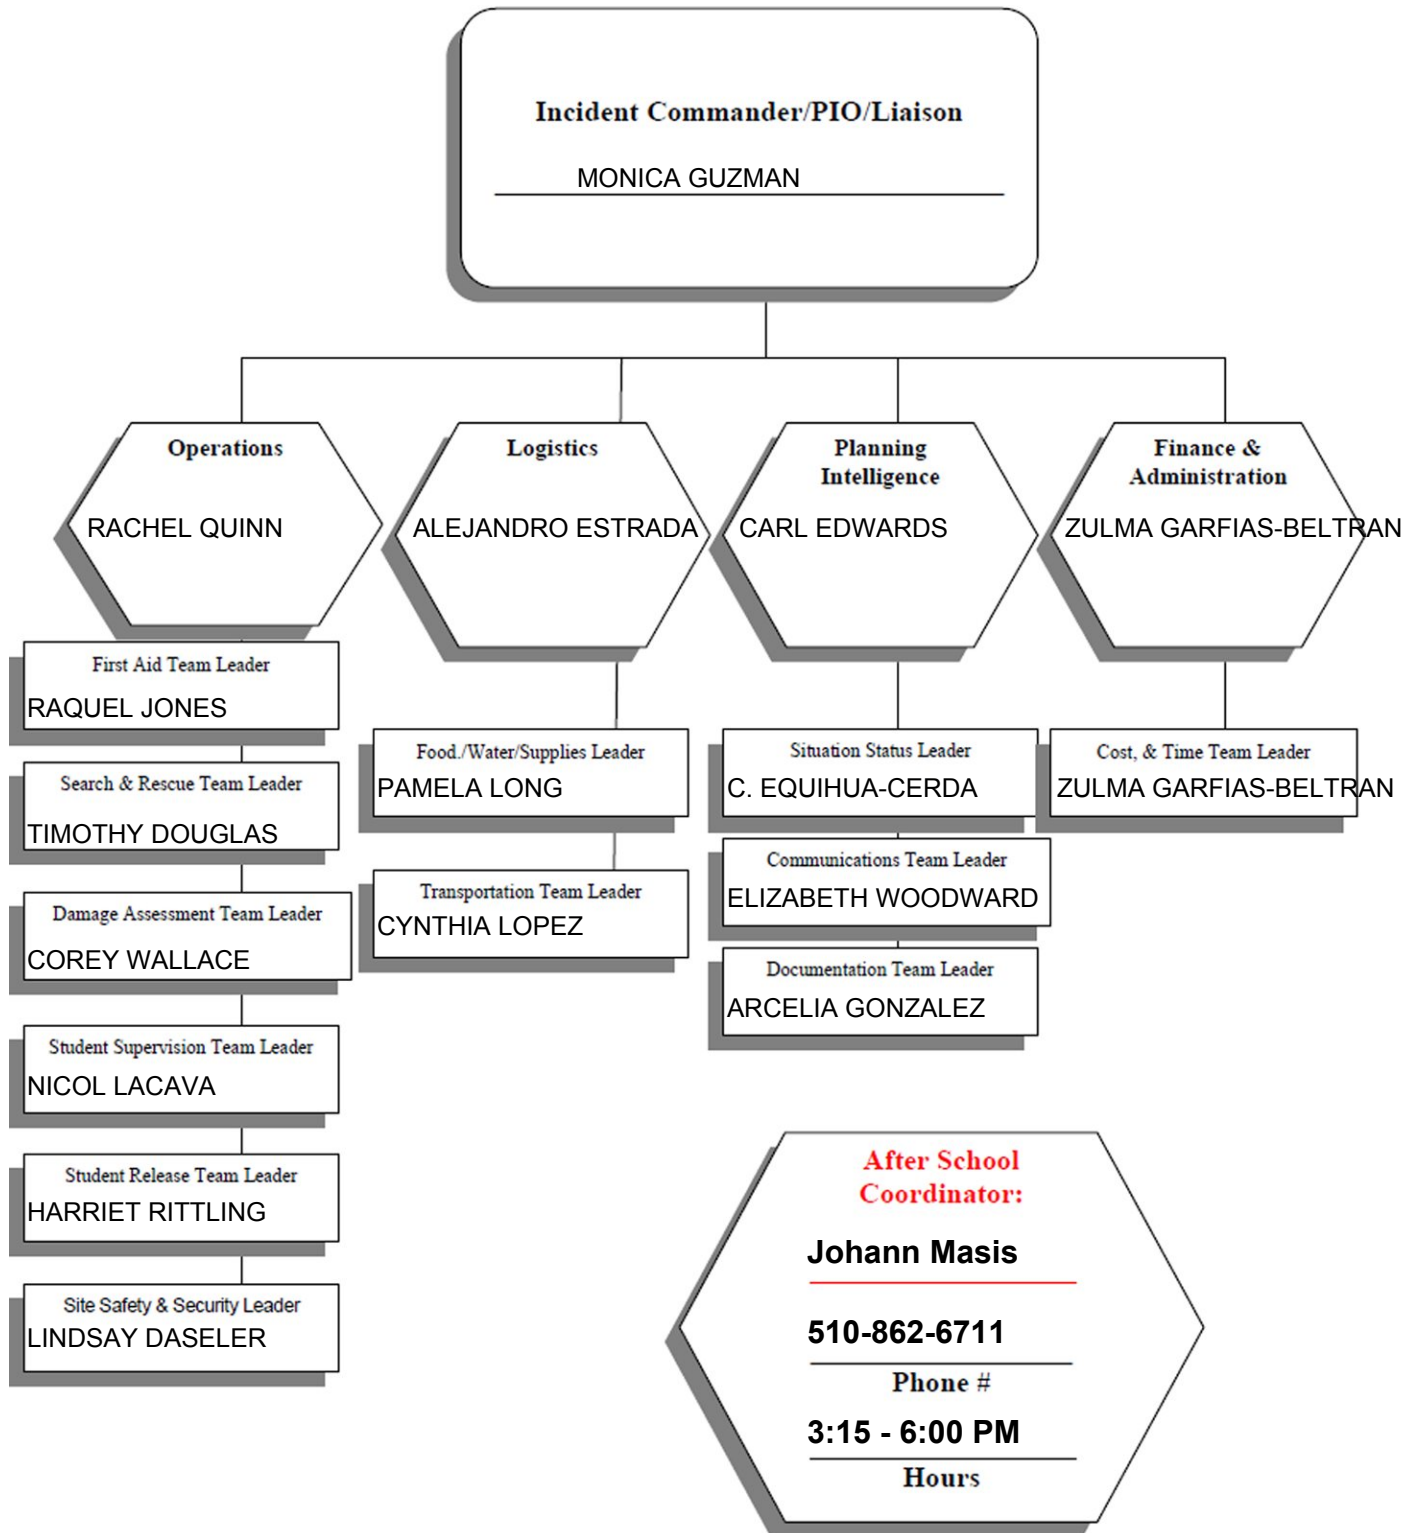 Incident Commander/PIO/Liaison
MONICA GUZMAN
Operations
RACHEL QUINN
First Aid Team Leader
RAQUEL JONES
Search & Rescue Team Leader
TIMOTHY DOUGLAS
Damage Assessment Team Leader
COREY WALLACE
Student Supervision Team Leader
NICOL LACAVA
Student Release Team Leader
HARRIET RITTLING
Site Safety & Security Leader
LINDSAY DASELER
Logistics
ALEJANDRO ESTRADA
Food./Water/Supplies Leader
PAMELA LONG
Transportation Team Leader
CYNTHIA LOPEZ
Planning
Intelligence
CARL EDWARDS
Situation Status Leader
C. EQUIHUA-CERDA
Communications Team Leader
ELIZABETH WOODWARD
Documentation Team Leader
ARCELIA GONZALEZ
Finance &
Administration
ZULMA GARFIAS-BELTRAN
Cost, & Time Team Leader
ZULMA GARFIAS-BELTRAN
After School
Coordinator:
Johann Masis
510-862-6711
Phone #
3:15 - 6:00 PM
Hours